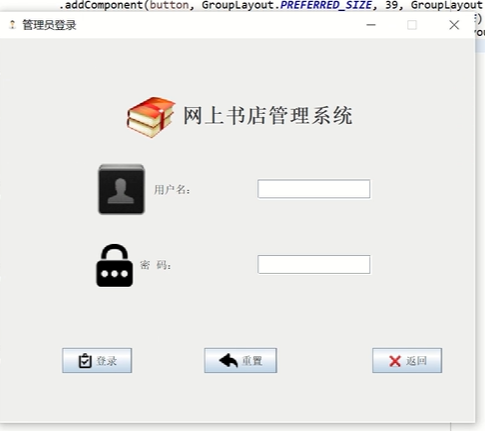 .addComponent(button, GroupLayout.PREFERRED_SIZE, 39, GroupLayout
管理员登录
网上书店管理系统
用户名:
密 码:
登录
重置
返回